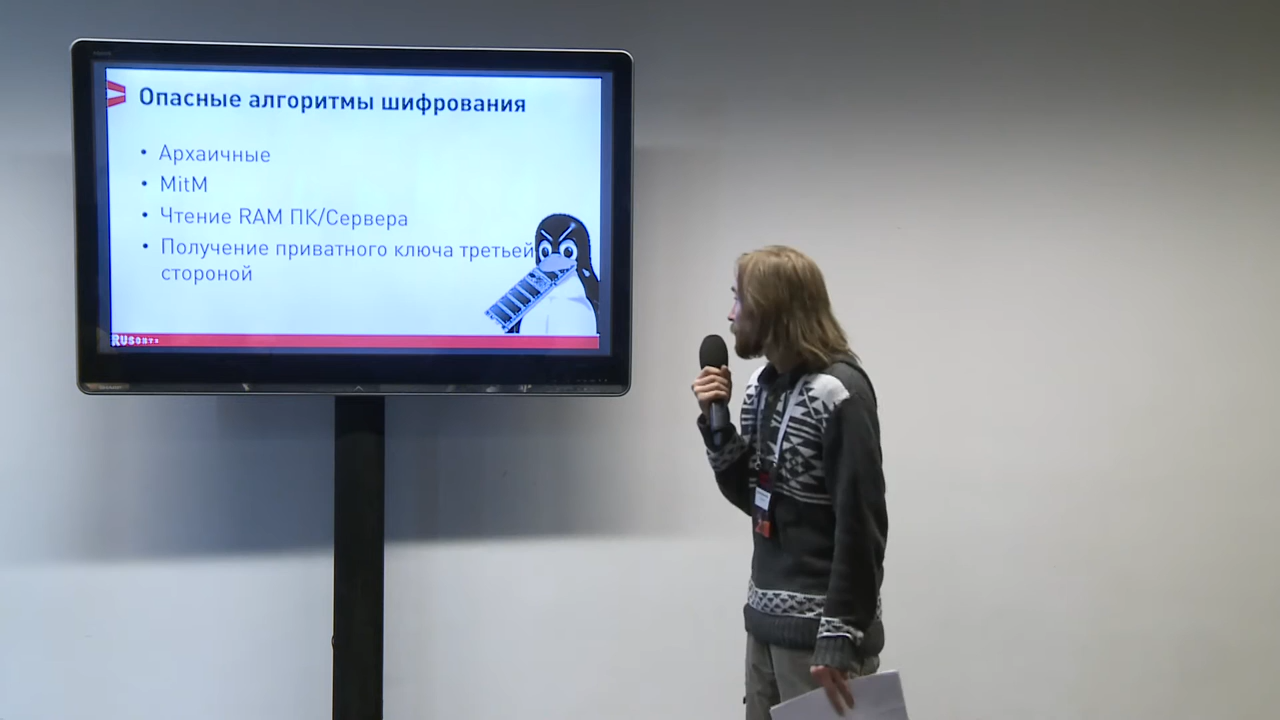 Опасные алгоритмы шифрования
• Архаичные
• MitM
• Чтение RAM ПК/Сервера
• Получение приватного ключа третьей
стороной